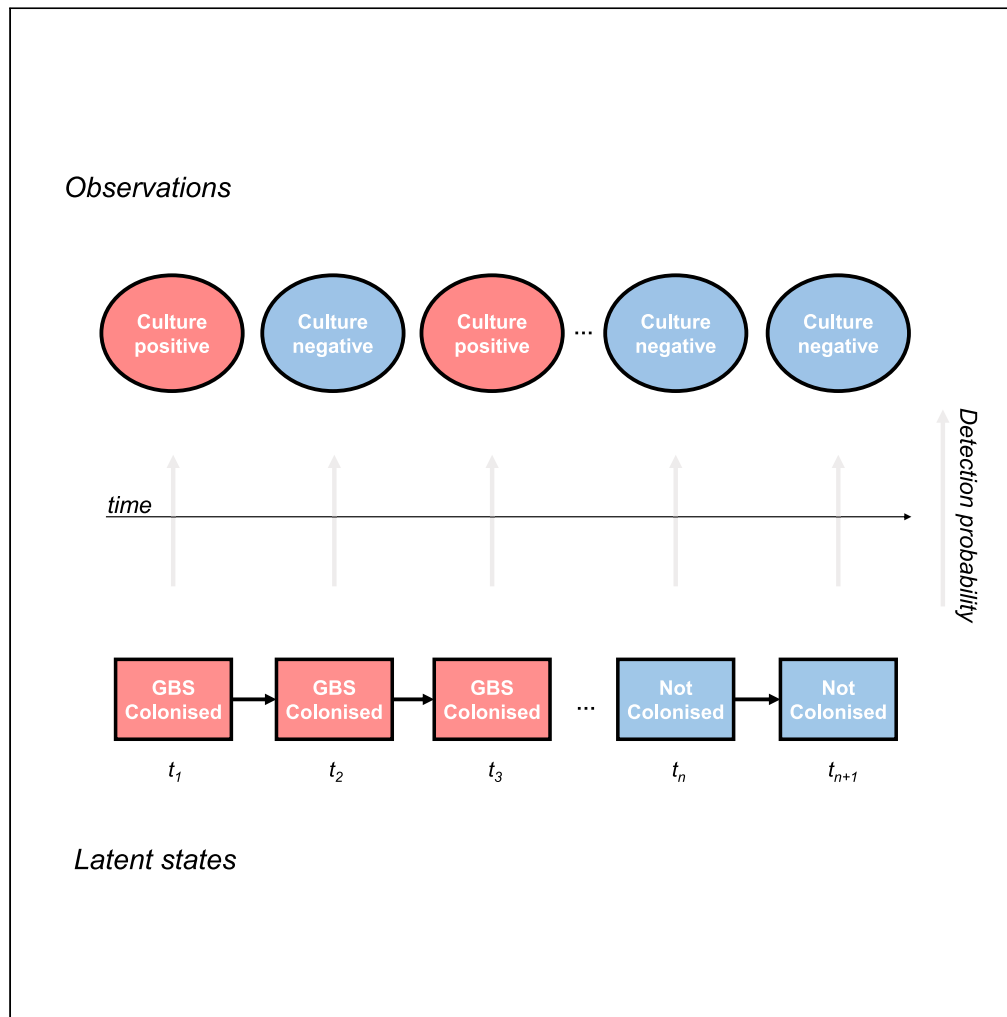 Observations
Culture
positive
Culture
negative
Culture
positive
...
Culture
negative
Culture
negative
Detection probability
time
GBS
Colonised
GBS
Colonised
GBS
Colonised
...
Not
Colonised
Not
Colonised
t1
t2
t3
tn
tn+1
Latent states